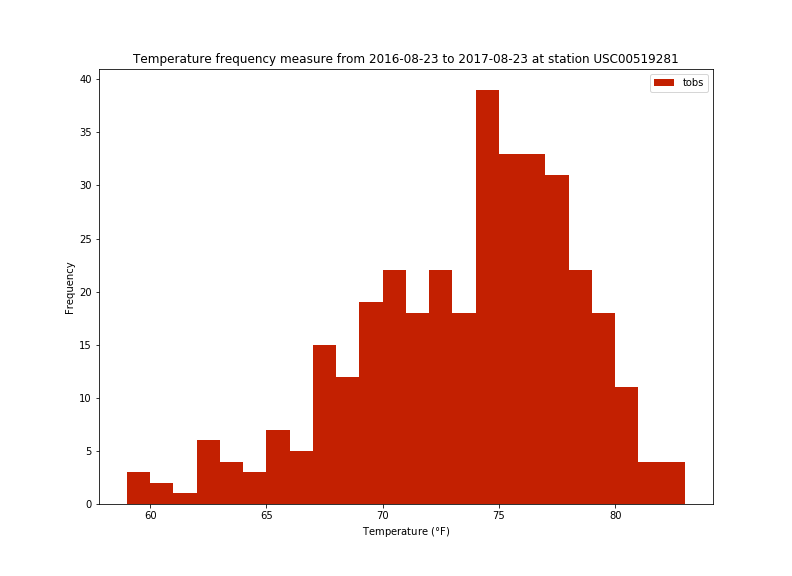 Temperature frequency measure from 2016-08-23 to 2017-08-23 at station USC00519281
tobs
40
35
30
25
20
15
10
5
0
Frequency
60 65 70 75 80
Temperature (°F)